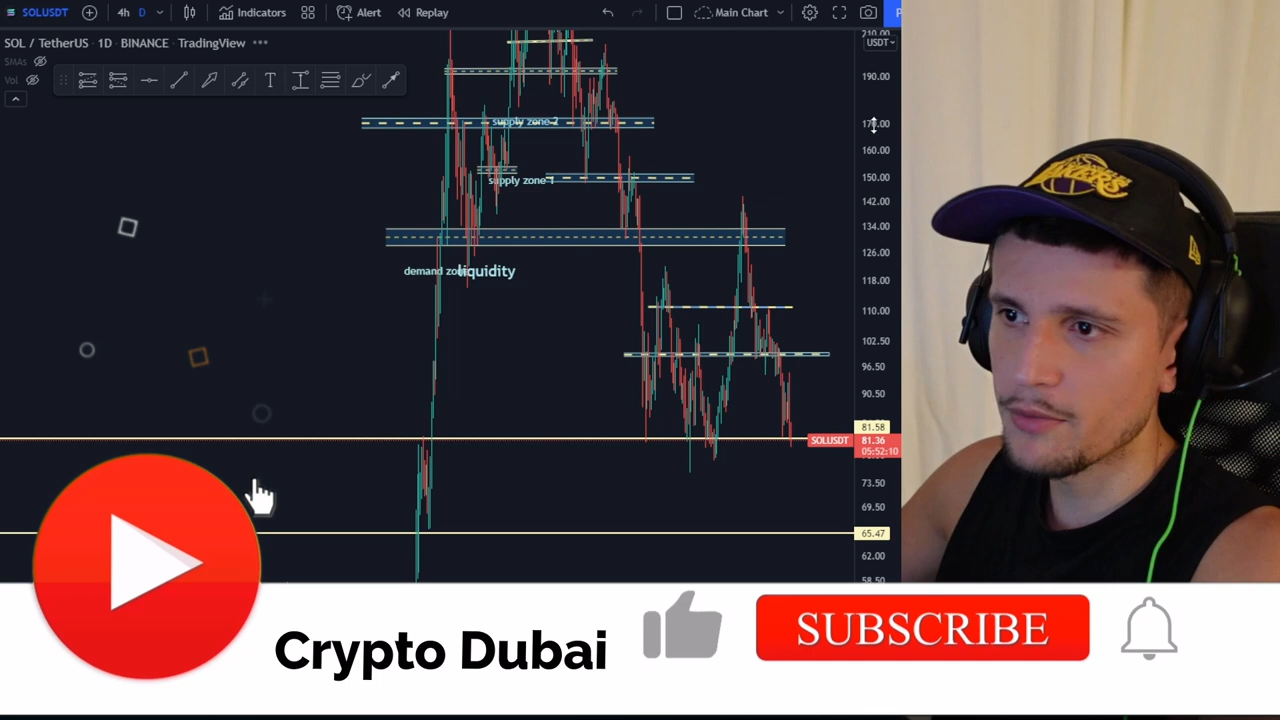 SOLUSDT
4h D Indicators Alert Replay Main Chart
SOL / TetherUS · 1D · BINANCE · TradingView
SMAs
Vol
T
USDT
210.00
190.00
170.00
160.00
150.00
142.00
134.00
126.00
118.00
110.00
102.50
96.50
90.50
81.58
SOLUSDT 81.36
05:52:10
73.50
69.50
65.47
62.00
58.50
supply zone 2
supply zone 1
liquidity
LAKERS
Crypto Dubai
SUBSCRIBE